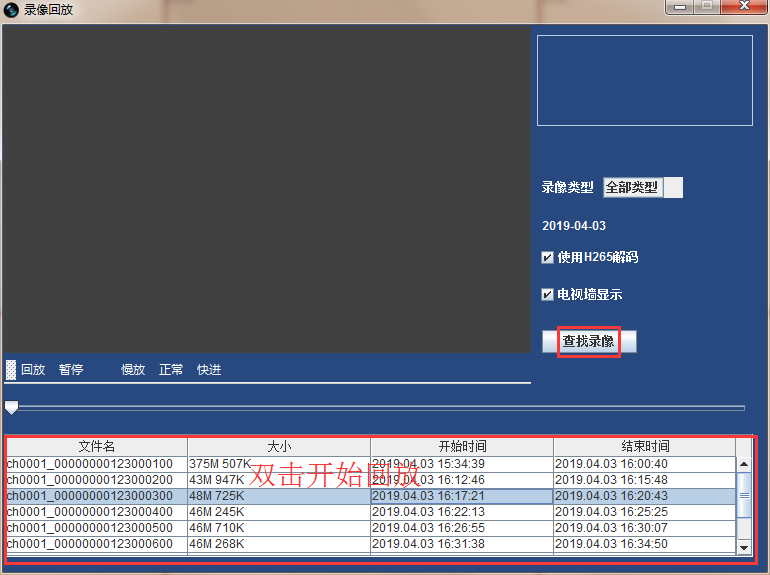 录像回放
录像类型 全部类型
2019-04-03
使用H265解码
电视墙显示
查找录像
回放 暂停 慢放 正常 快进
文件名 大小 开始时间 结束时间
ch0001_00000000123000100 375M 507K 2019.04.03 15:34:39 2019.04.03 16:00:40
ch0001_00000000123000200 43M 947K 2019.04.03 16:12:46 2019.04.03 16:15:48
双击开始回放
ch0001_00000000123000300 48M 725K 2019.04.03 16:17:21 2019.04.03 16:20:43
ch0001_00000000123000400 46M 245K 2019.04.03 16:22:13 2019.04.03 16:25:25
ch0001_00000000123000500 46M 710K 2019.04.03 16:26:55 2019.04.03 16:30:07
ch0001_00000000123000600 46M 268K 2019.04.03 16:31:38 2019.04.03 16:34:50